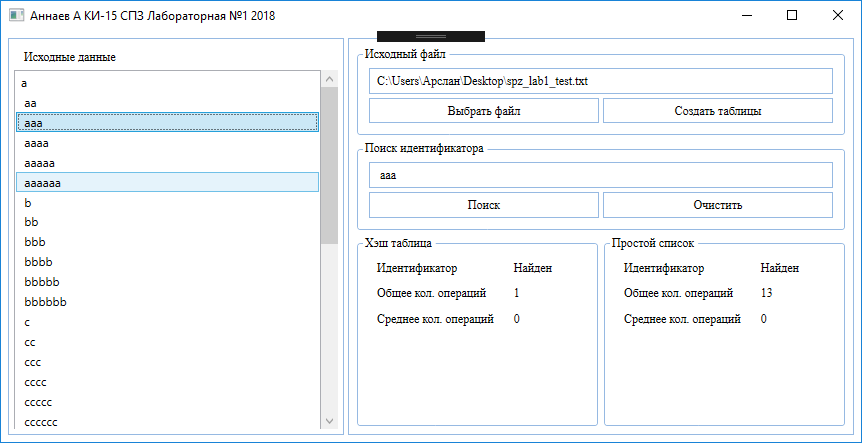 Аннаев А КИ-15 СПЗ Лабораторная №1 2018
Исходные данные
a
aa
aaa
aaaa
aaaaa
aaaaaa
b
bb
bbb
bbbb
bbbbb
bbbbbb
c
cc
ccc
cccc
ccccc
cccccc
Исходный файл
C:\Users\Арслан\Desktop\spz_lab1_test.txt
Выбрать файл Создать таблицы
Поиск идентификатора
aaa
Поиск Очистить
Хэш таблица
Идентификатор Найден
Общее кол. операций 1
Среднее кол. операций 0
Простой список
Идентификатор Найден
Общее кол. операций 13
Среднее кол. операций 0